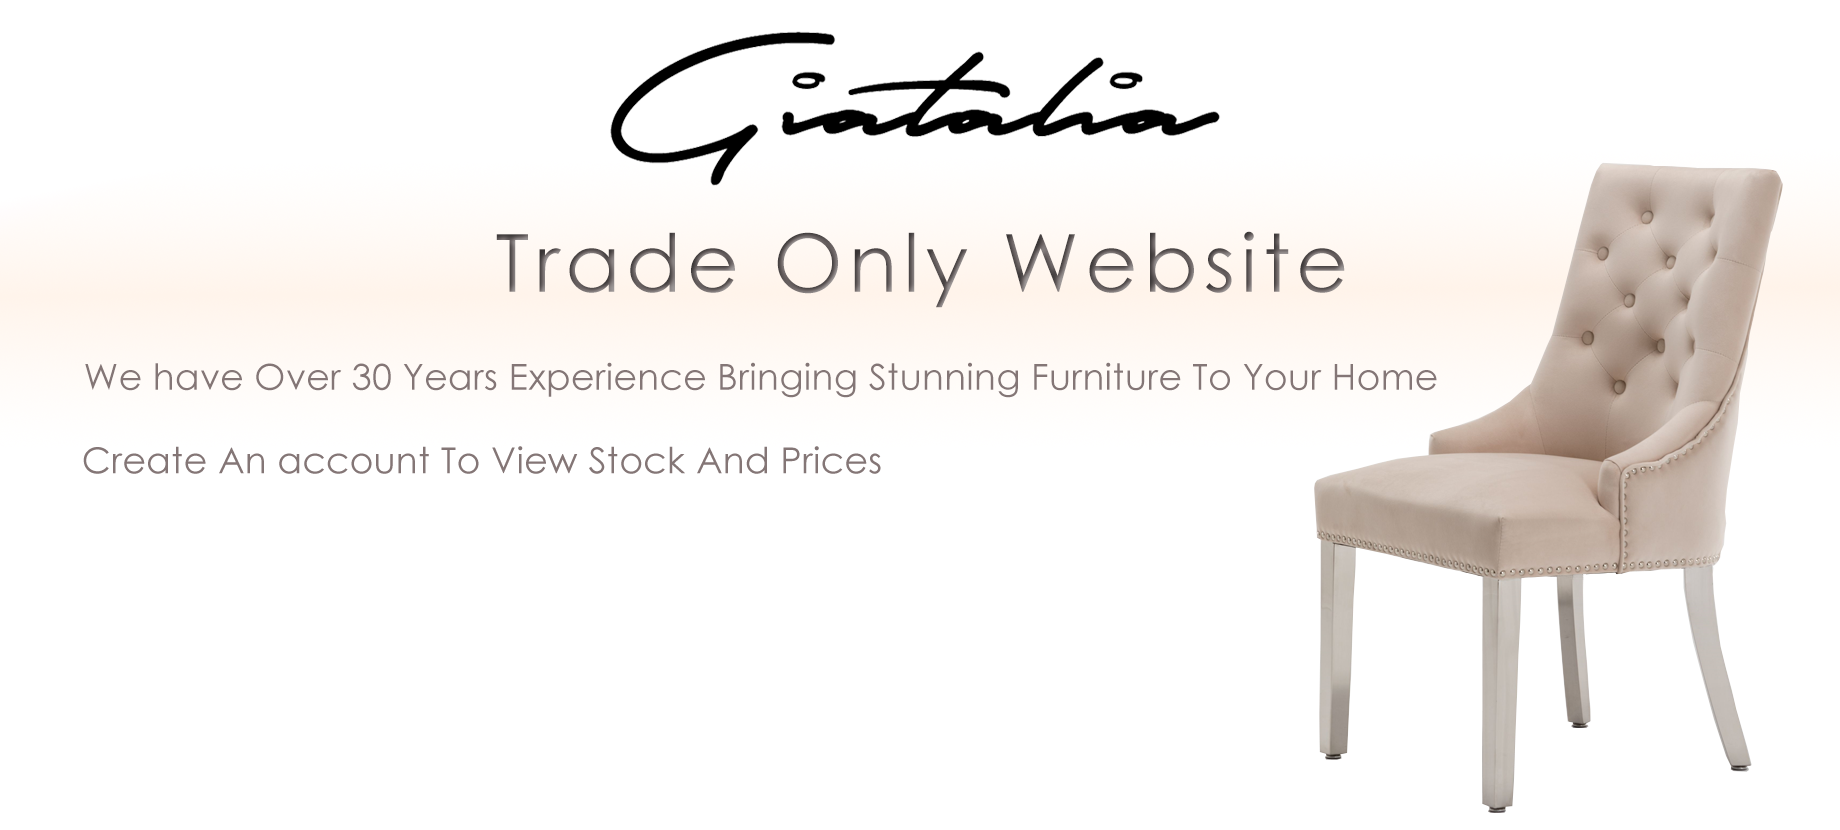 Giatalia
Trade Only Website
We have Over 30 Years Experience Bringing Stunning Furniture To Your Home
Create An account To View Stock And Prices